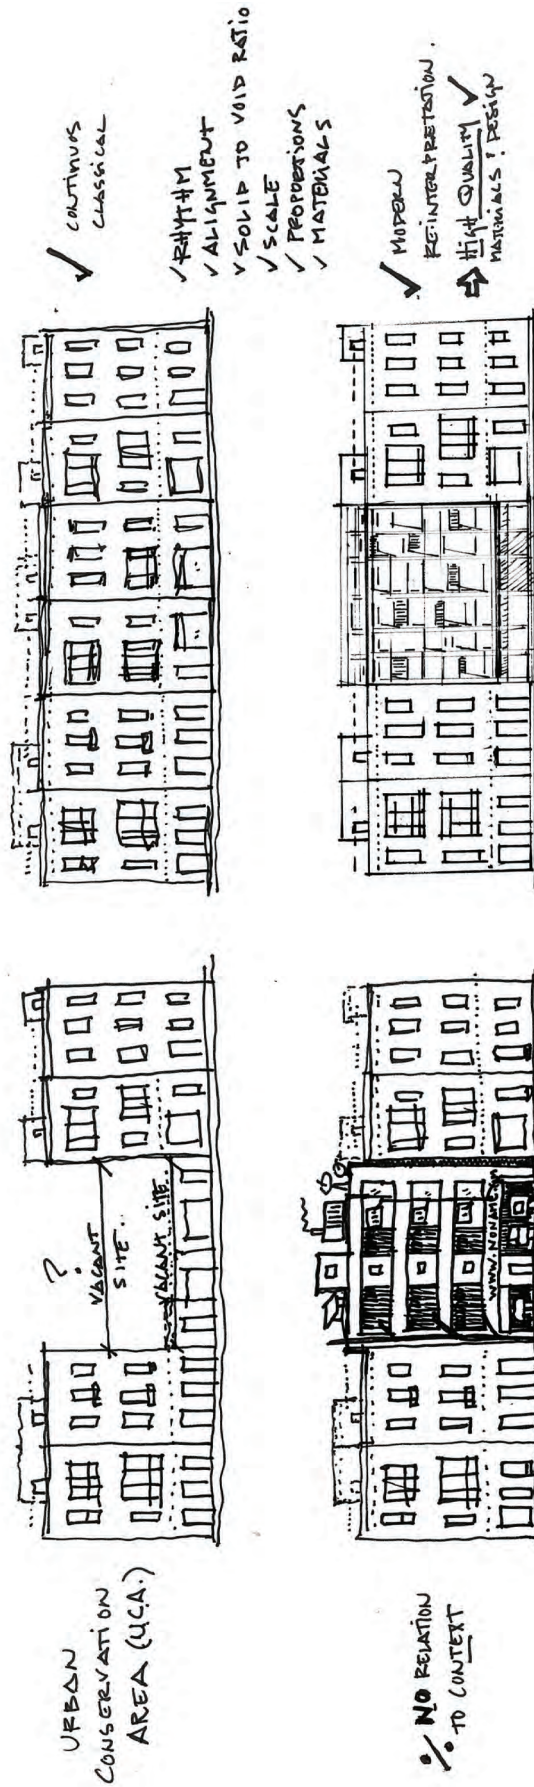 URBAN
CONSERVATION
AREA (U.C.A.)
?
VACANT
SITE..
VACANT SITE
✓ CONTINUS
CLASSICAL
✓ RHYTHM
✓ ALIGNMENT
✓ SOLID TO VOID RATIO
✓ SCALE
✓ PROPORTIONS
✓ MATERIALS
NO RELATION
TO CONTEXT
✓ MODERN
RE-INTERPRETATION.
⇨ HIGH QUALITY ✓
MATERIALS & DESIGN